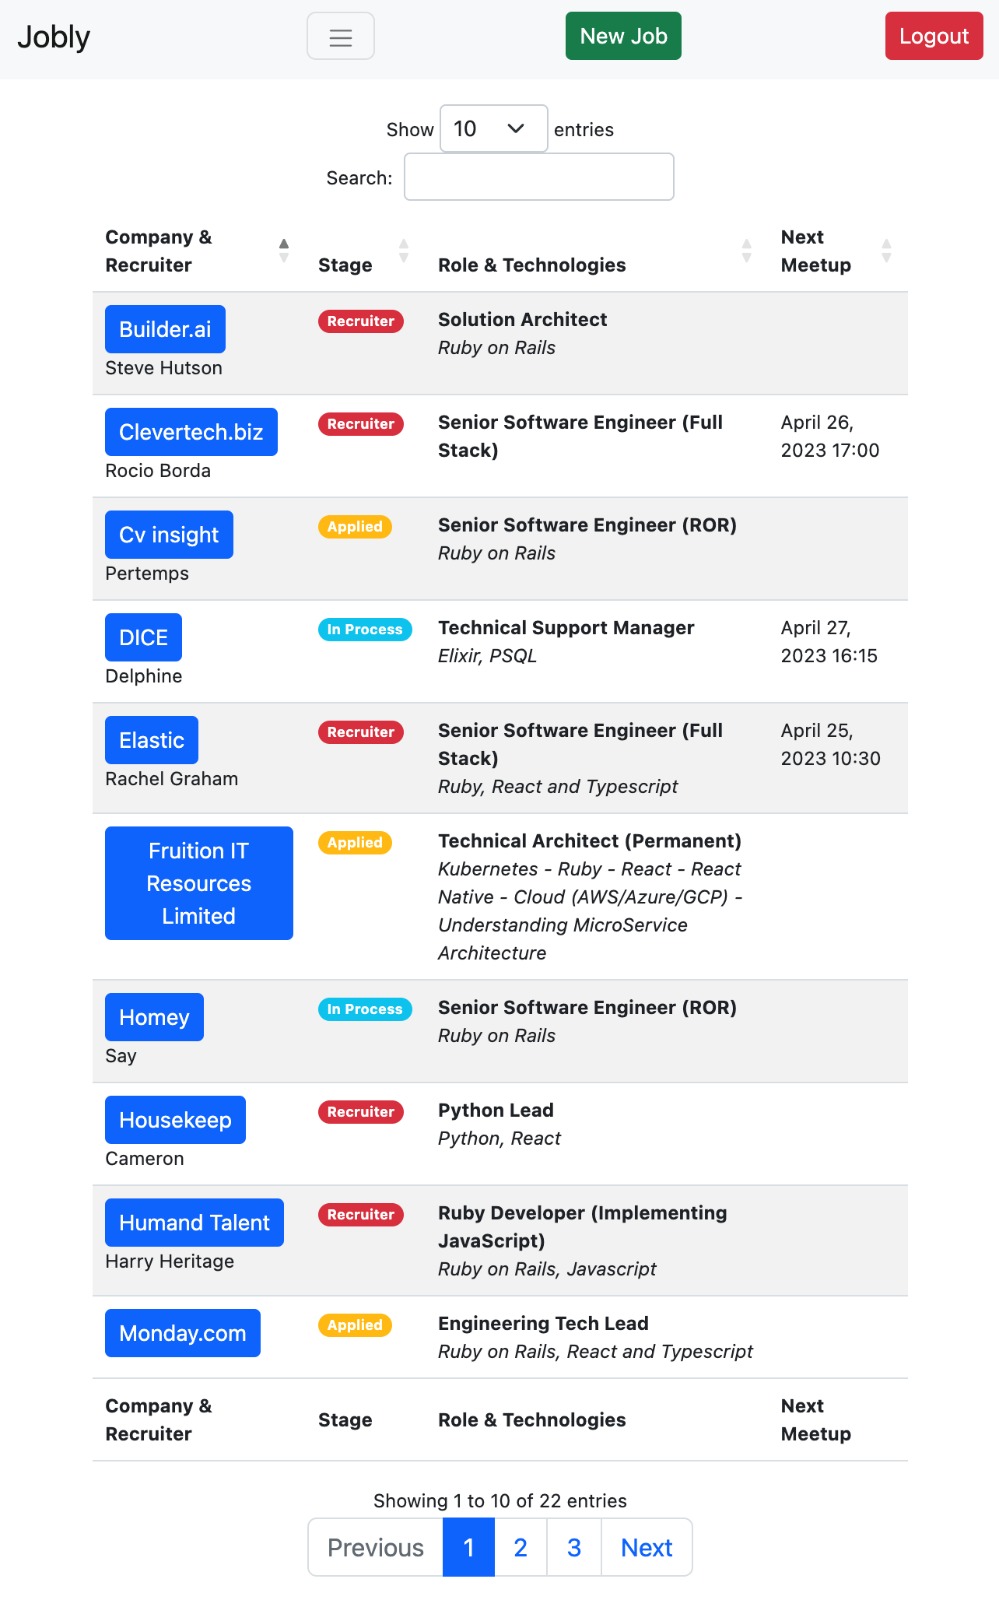 Jobly
New Job
Logout
Show 10 entries
Search:
Company &
Recruiter
Stage
Role & Technologies
Next
Meetup
Builder.ai
Steve Hutson
Recruiter
Solution Architect
Ruby on Rails
Clevertech.biz
Rocio Borda
Recruiter
Senior Software Engineer (Full
Stack)
April 26,
2023 17:00
Cv insight
Pertemps
Applied
Senior Software Engineer (ROR)
Ruby on Rails
DICE
Delphine
In Process
Technical Support Manager
Elixir, PSQL
April 27,
2023 16:15
Elastic
Rachel Graham
Recruiter
Senior Software Engineer (Full
Stack)
Ruby, React and Typescript
April 25,
2023 10:30
Fruition IT
Resources
Limited
Applied
Technical Architect (Permanent)
Kubernetes - Ruby - React - React
Native - Cloud (AWS/Azure/GCP) -
Understanding MicroService
Architecture
Homey
Say
In Process
Senior Software Engineer (ROR)
Ruby on Rails
Housekeep
Cameron
Recruiter
Python Lead
Python, React
Humand Talent
Harry Heritage
Recruiter
Ruby Developer (Implementing
JavaScript)
Ruby on Rails, Javascript
Monday.com
Applied
Engineering Tech Lead
Ruby on Rails, React and Typescript
Company &
Recruiter
Stage
Role & Technologies
Next
Meetup
Showing 1 to 10 of 22 entries
Previous 1 2 3 Next